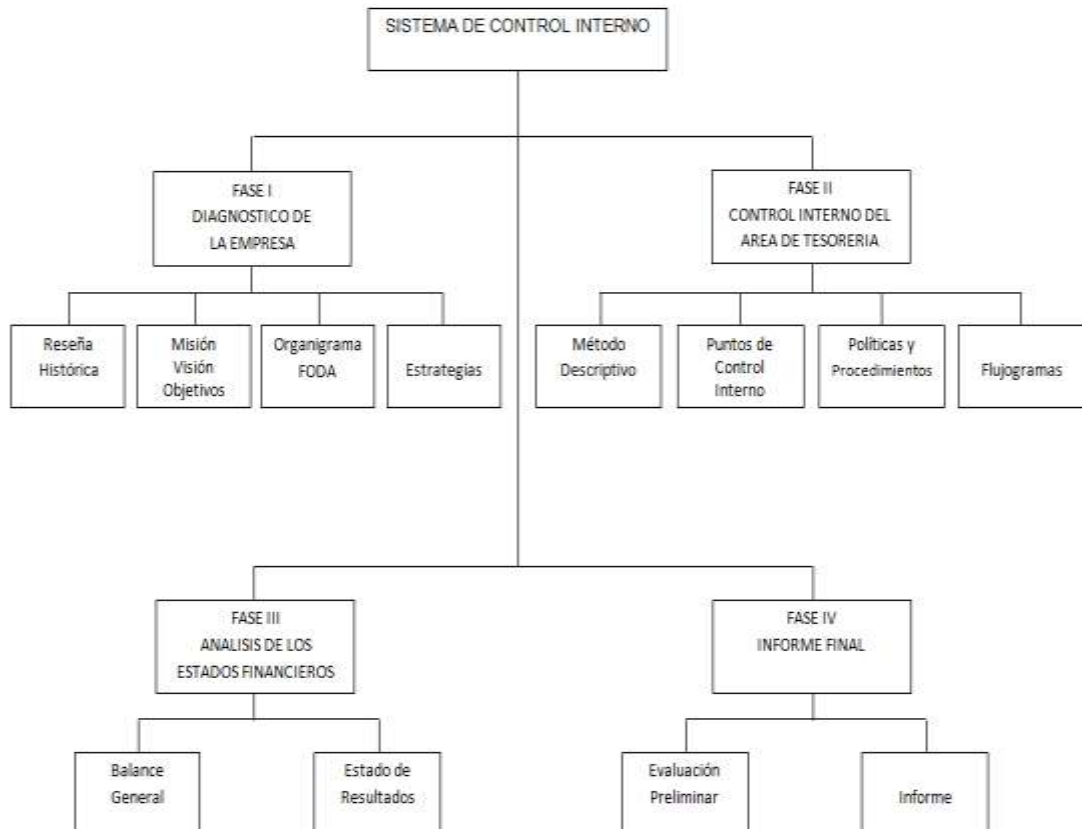 SISTEMA DE CONTROL INTERNO
FASE I
DIAGNOSTICO DE
LA EMPRESA
FASE II
CONTROL INTERNO DEL
AREA DE TESORERIA
Reseña
Histórica
Misión
Visión
Objetivos
Organigrama
FODA
Estrategias
Método
Descriptivo
Puntos de
Control
Interno
Políticas y
Procedimientos
Flujogramas
FASE III
ANALISIS DE LOS
ESTADOS FINANCIEROS
FASE IV
INFORME FINAL
Balance
General
Estado de
Resultados
Evaluación
Preliminar
Informe